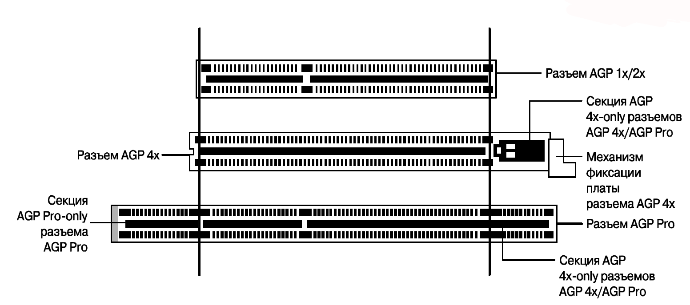 Разъем AGP 1x/2x
Секция AGP
4x-only разъемов
AGP 4x/AGP Pro
Разъем AGP 4x
Механизм
фиксации
платы
разъема AGP 4x
Секция
AGP Pro-only
разъема
AGP Pro
Разъем AGP Pro
Секция AGP
4x-only разъемов
AGP 4x/AGP Pro